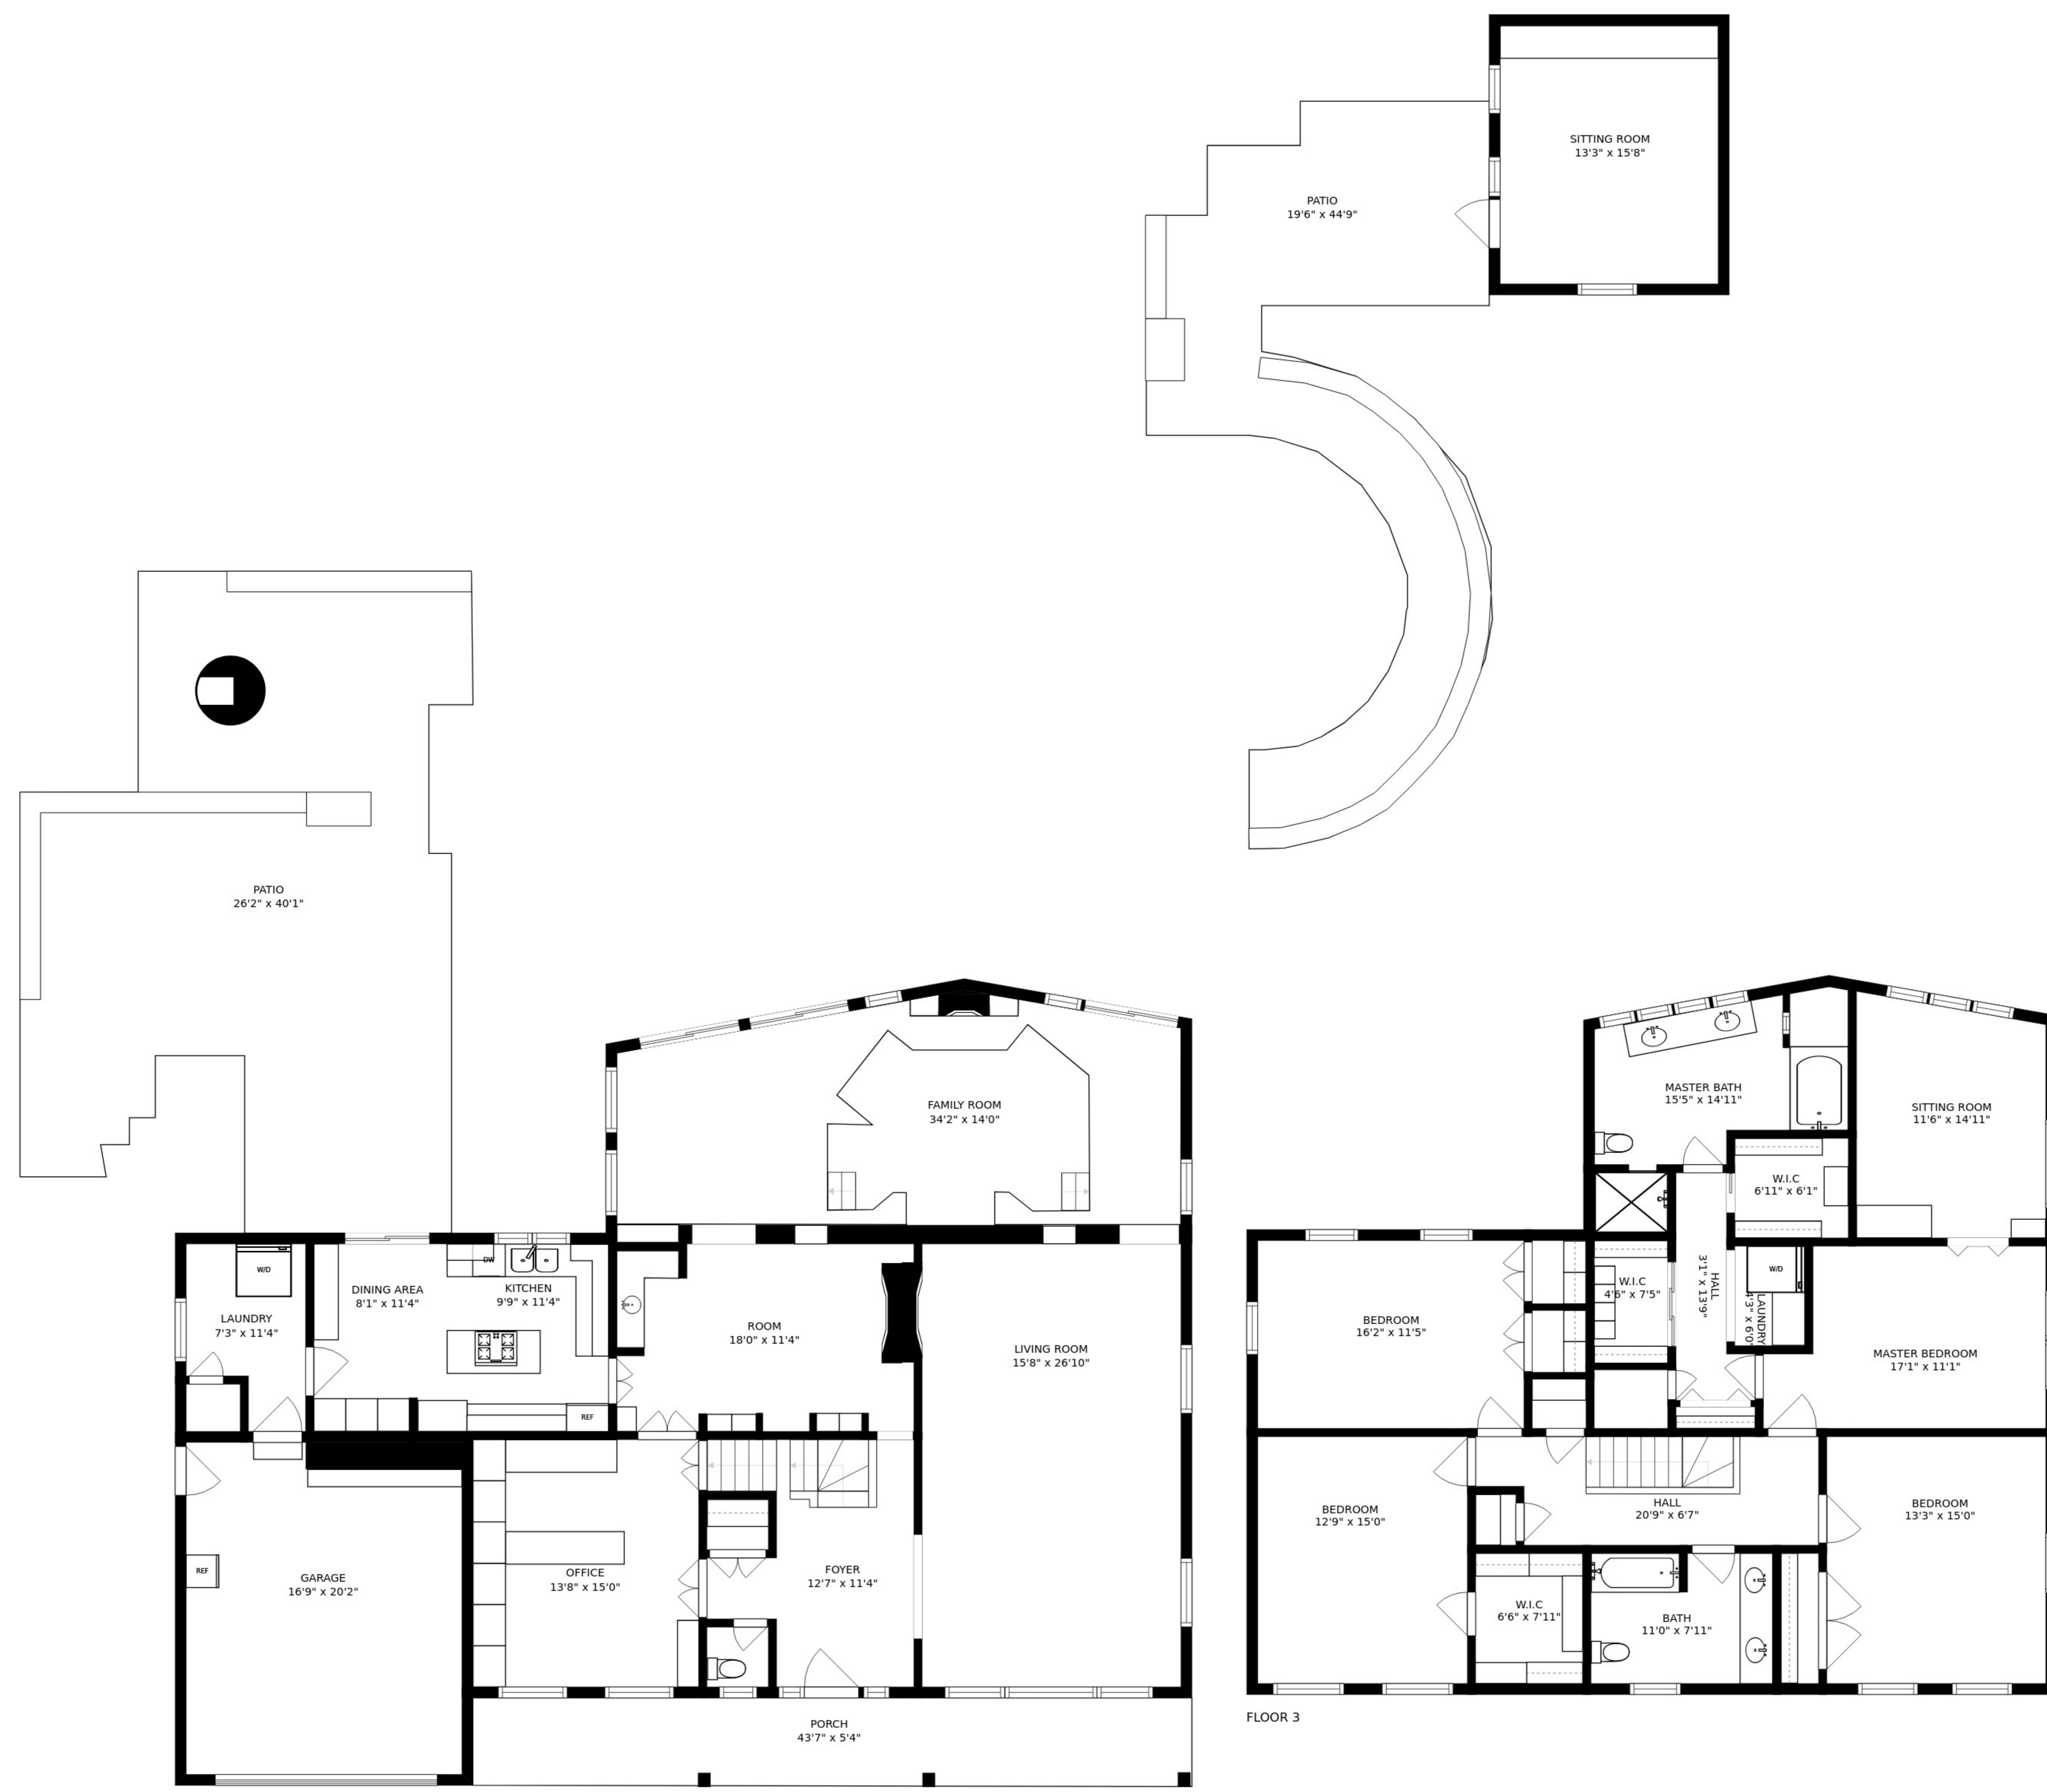 SITTING ROOM
13'3" x 15'8"
PATIO
19'6" x 44'9"
PATIO
26'2" x 40'1"
FAMILY ROOM
34'2" x 14'0"
W/D
LAUNDRY
7'3" x 11'4"
DINING AREA
8'1" x 11'4"
DW
KITCHEN
9'9" x 11'4"
REF
ROOM
18'0" x 11'4"
LIVING ROOM
15'8" x 26'10"
REF
GARAGE
16'9" x 20'2"
OFFICE
13'8" x 15'0"
FOYER
12'7" x 11'4"
PORCH
43'7" x 5'4"
MASTER BATH
15'5" x 14'11"
SITTING ROOM
11'6" x 14'11"
W.I.C
6'11" x 6'1"
BEDROOM
16'2" x 11'5"
W.I.C
4'6" x 7'5"
HALL
3'1" x 13'9"
W/D
LAUNDRY
4'3" x 6'0"
MASTER BEDROOM
17'1" x 11'1"
BEDROOM
12'9" x 15'0"
HALL
20'9" x 6'7"
BEDROOM
13'3" x 15'0"
W.I.C
6'6" x 7'11"
BATH
11'0" x 7'11"
FLOOR 3